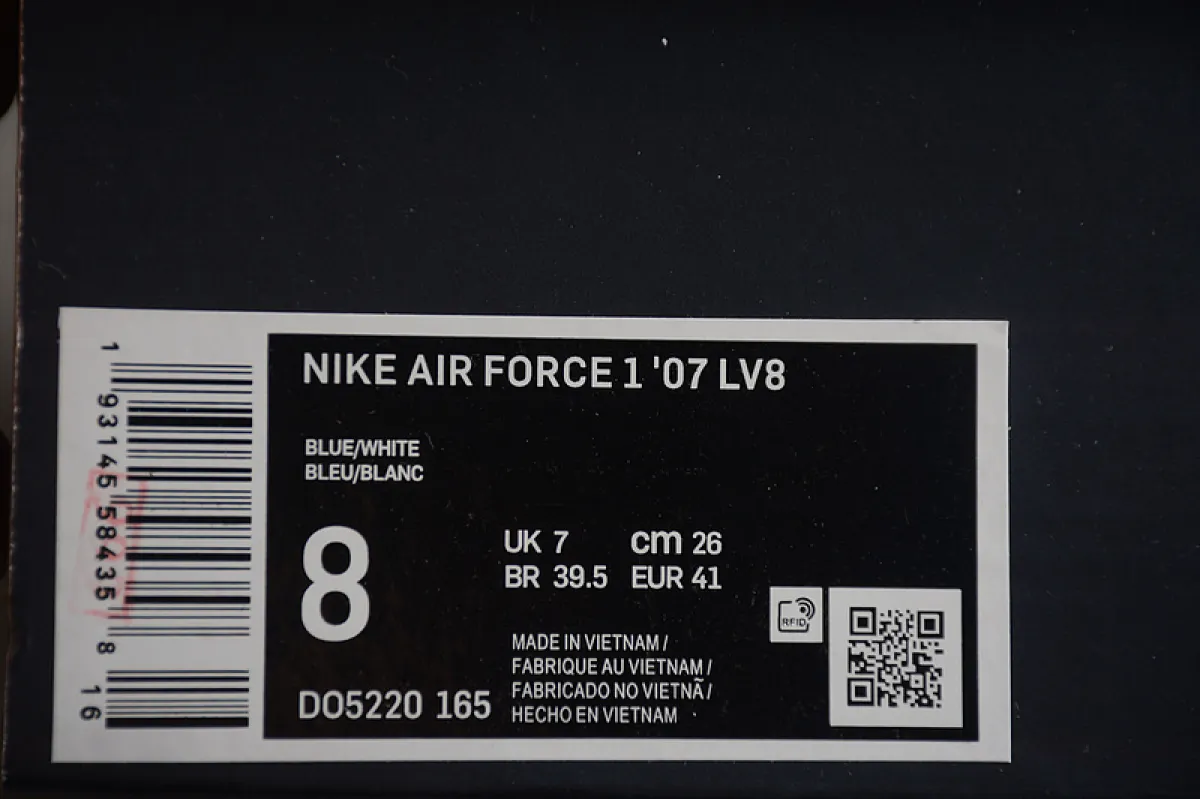 NIKE AIR FORCE 1 '07 LV8
BLUE/WHITE
BLEU/BLANC
8
UK 7 cm 26
BR 39.5 EUR 41
MADE IN VIETNAM /
FABRIQUE AU VIETNAM /
FABRICADO NO VIETNÃ /
HECHO EN VIETNAM
DO5220 165
RFID
1 93145 58435 8 16